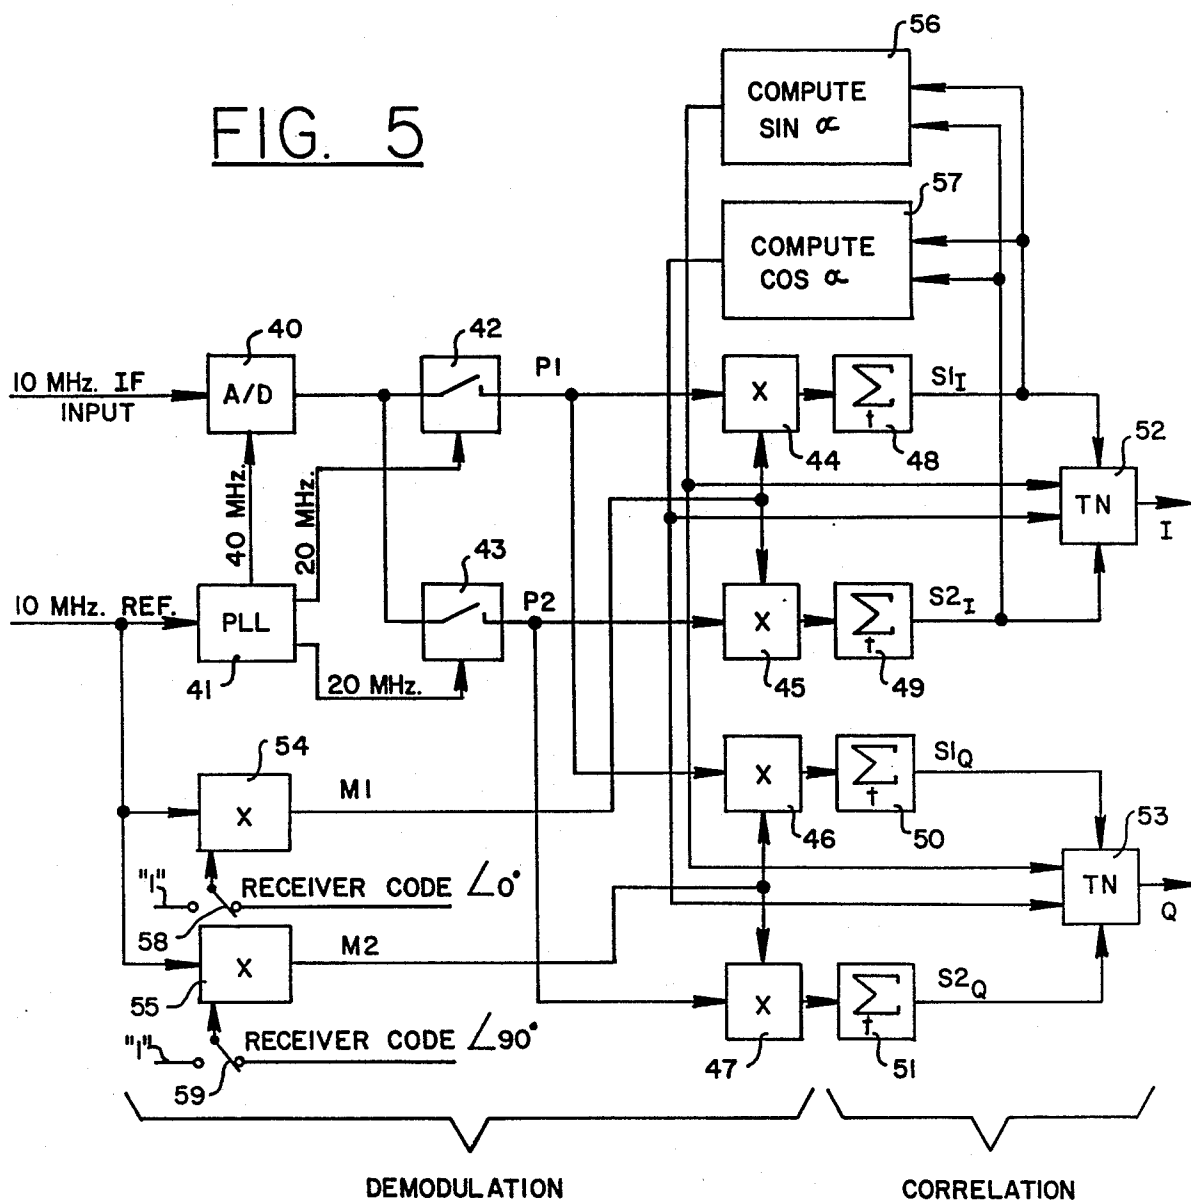 FIG. 5
56
COMPUTE
SIN α
57
COMPUTE
COS α
40
42
10 MHz. IF
INPUT
A/D
P1
X
Σ
t
S1I
44
48
52
TN
I
40 MHz.
20 MHz.
43
10 MHz. REF.
PLL
P2
X
Σ
t
S2I
41
20 MHz.
45
49
54
X
M1
X
Σ
t
S1Q
46
50
53
TN
Q
"1"
RECEIVER CODE ∠0°
58
X
M2
55
X
Σ
t
S2Q
47
51
"1"
RECEIVER CODE ∠90°
59
DEMODULATION
CORRELATION